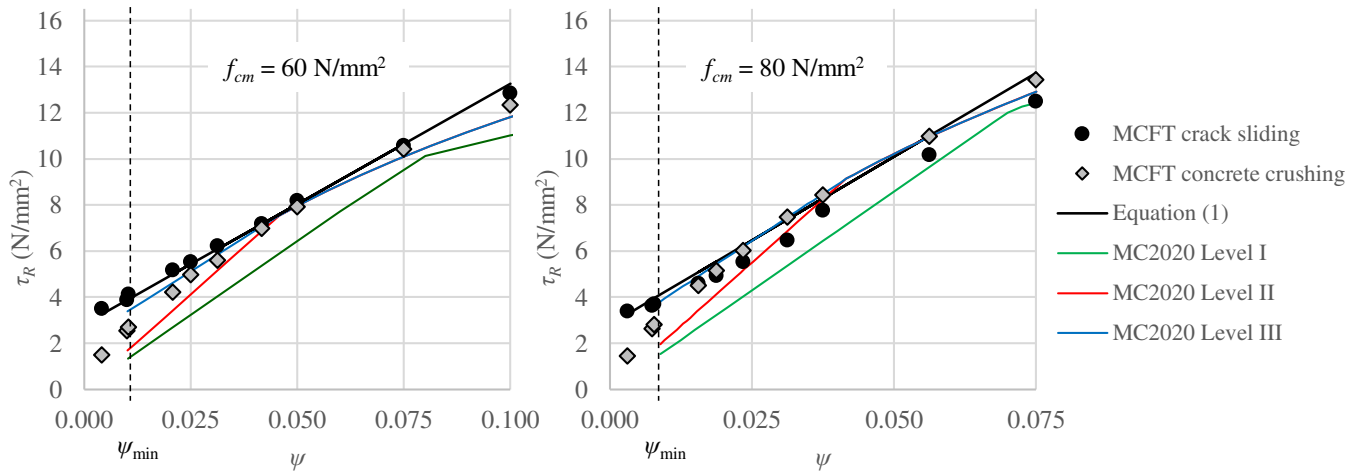 16
14
12
10
8
6
4
2
0
τR (N/mm²)
fcm = 60 N/mm²
0.000 0.025 0.050 0.075 0.100
ψmin
ψ
16
14
12
10
8
6
4
2
0
τR (N/mm²)
fcm = 80 N/mm²
0.000 0.025 0.050 0.075
ψmin
ψ
MCFT crack sliding
MCFT concrete crushing
Equation (1)
MC2020 Level I
MC2020 Level II
MC2020 Level III